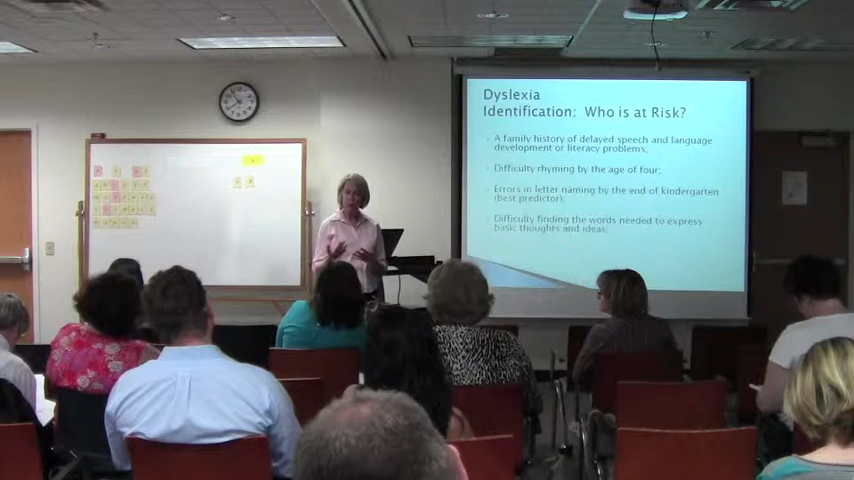 Dyslexia
Identification: Who is at Risk?
A family history of delayed speech and language
development or literacy problems;
Difficulty rhyming by the age of four;
Errors in letter naming by the end of kindergarten
(best predictor);
Difficulty finding the words needed to express
basic thoughts and ideas;